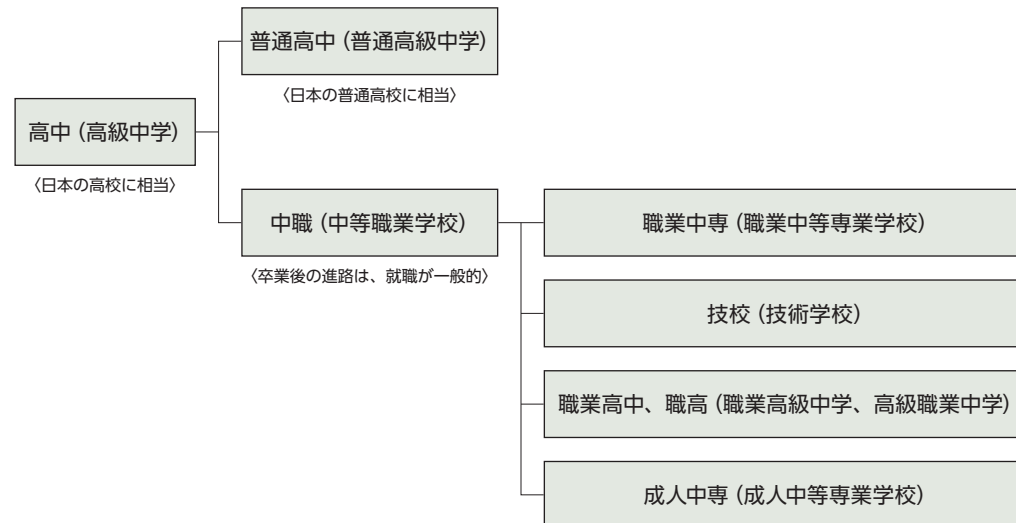 普通高中(普通高級中学)
〈日本の普通高校に相当〉
高中(高級中学)
〈日本の高校に相当〉
中職(中等職業学校)
〈卒業後の進路は、就職が一般的〉
職業中専(職業中等専業学校)
技校(技術学校)
職業高中、職高(職業高級中学、高級職業中学)
成人中専(成人中等専業学校)